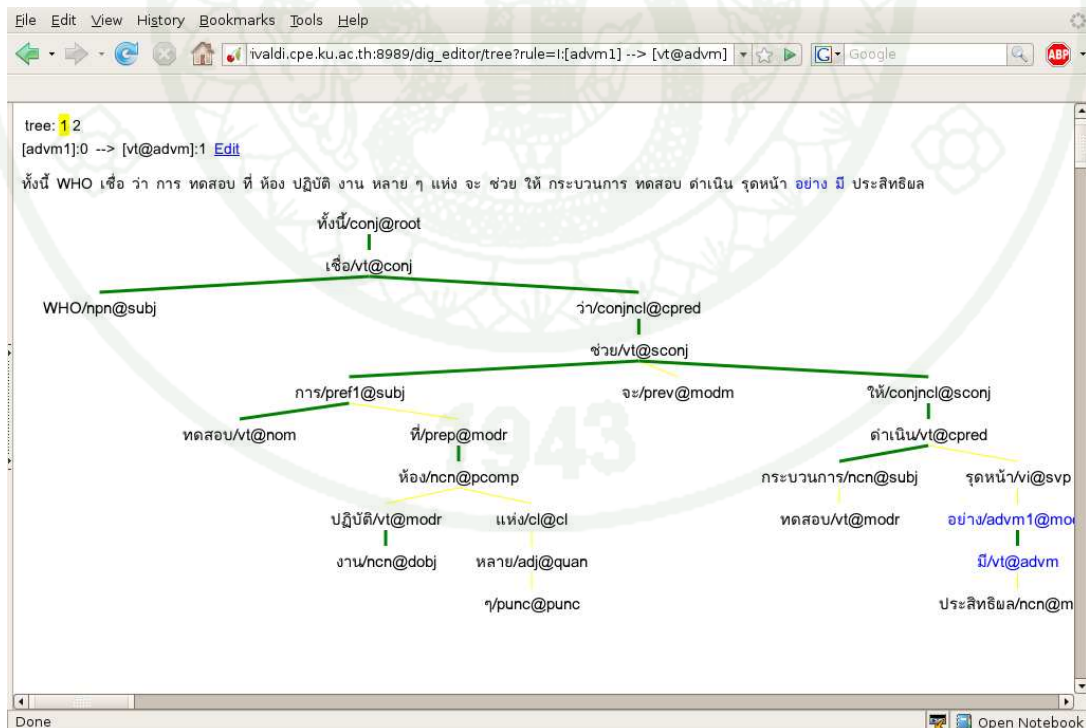 File Edit View History Bookmarks Tools Help
ivaldi.cpe.ku.ac.th:8989/dig_editor/tree?rule=I:[advm1] --> [vt@advm] Google ABP
tree: 1 2
[advm1]:0 --> [vt@advm]:1 Edit
ทั้งนี้ WHO เชื่อ ว่า การ ทดสอบ ที่ ห้อง ปฏิบัติ งาน หลาย ๆ แห่ง จะ ช่วย ให้ กระบวนการ ทดสอบ ดำเนิน รุดหน้า อย่าง มี ประสิทธิผล
ทั้งนี้/conj@root
เชื่อ/vt@conj
WHO/npn@subj ว่า/conjncl@cpred
ช่วย/vt@sconj
การ/pref1@subj จะ/prev@modm ให้/conjncl@sconj
ทดสอบ/vt@nom ที่/prep@modr ดำเนิน/vt@cpred
ห้อง/ncn@pcomp กระบวนการ/ncn@subj รุดหน้า/vi@svp
ปฏิบัติ/vt@modr แห่ง/cl@cl ทดสอบ/vt@modr อย่าง/advm1@mo
งาน/ncn@dobj หลาย/adj@quan มี/vt@advm
ๆ/punc@punc ประสิทธิผล/ncn@m
1943
Done Open Notebook